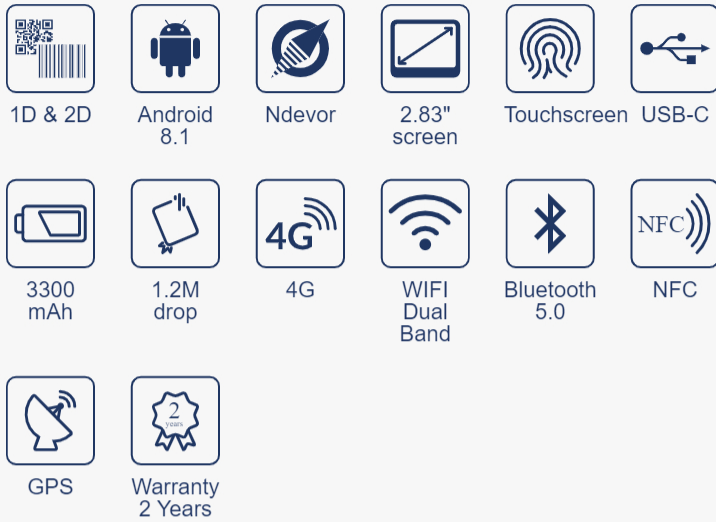 1D & 2D
Android
8.1
Ndevor
2.83"
screen
Touchscreen
USB-C
3300
mAh
1.2M
drop
4G
4G
WIFI
Dual
Band
Bluetooth
5.0
NFC
NFC
GPS
2
years
Warranty
2 Years